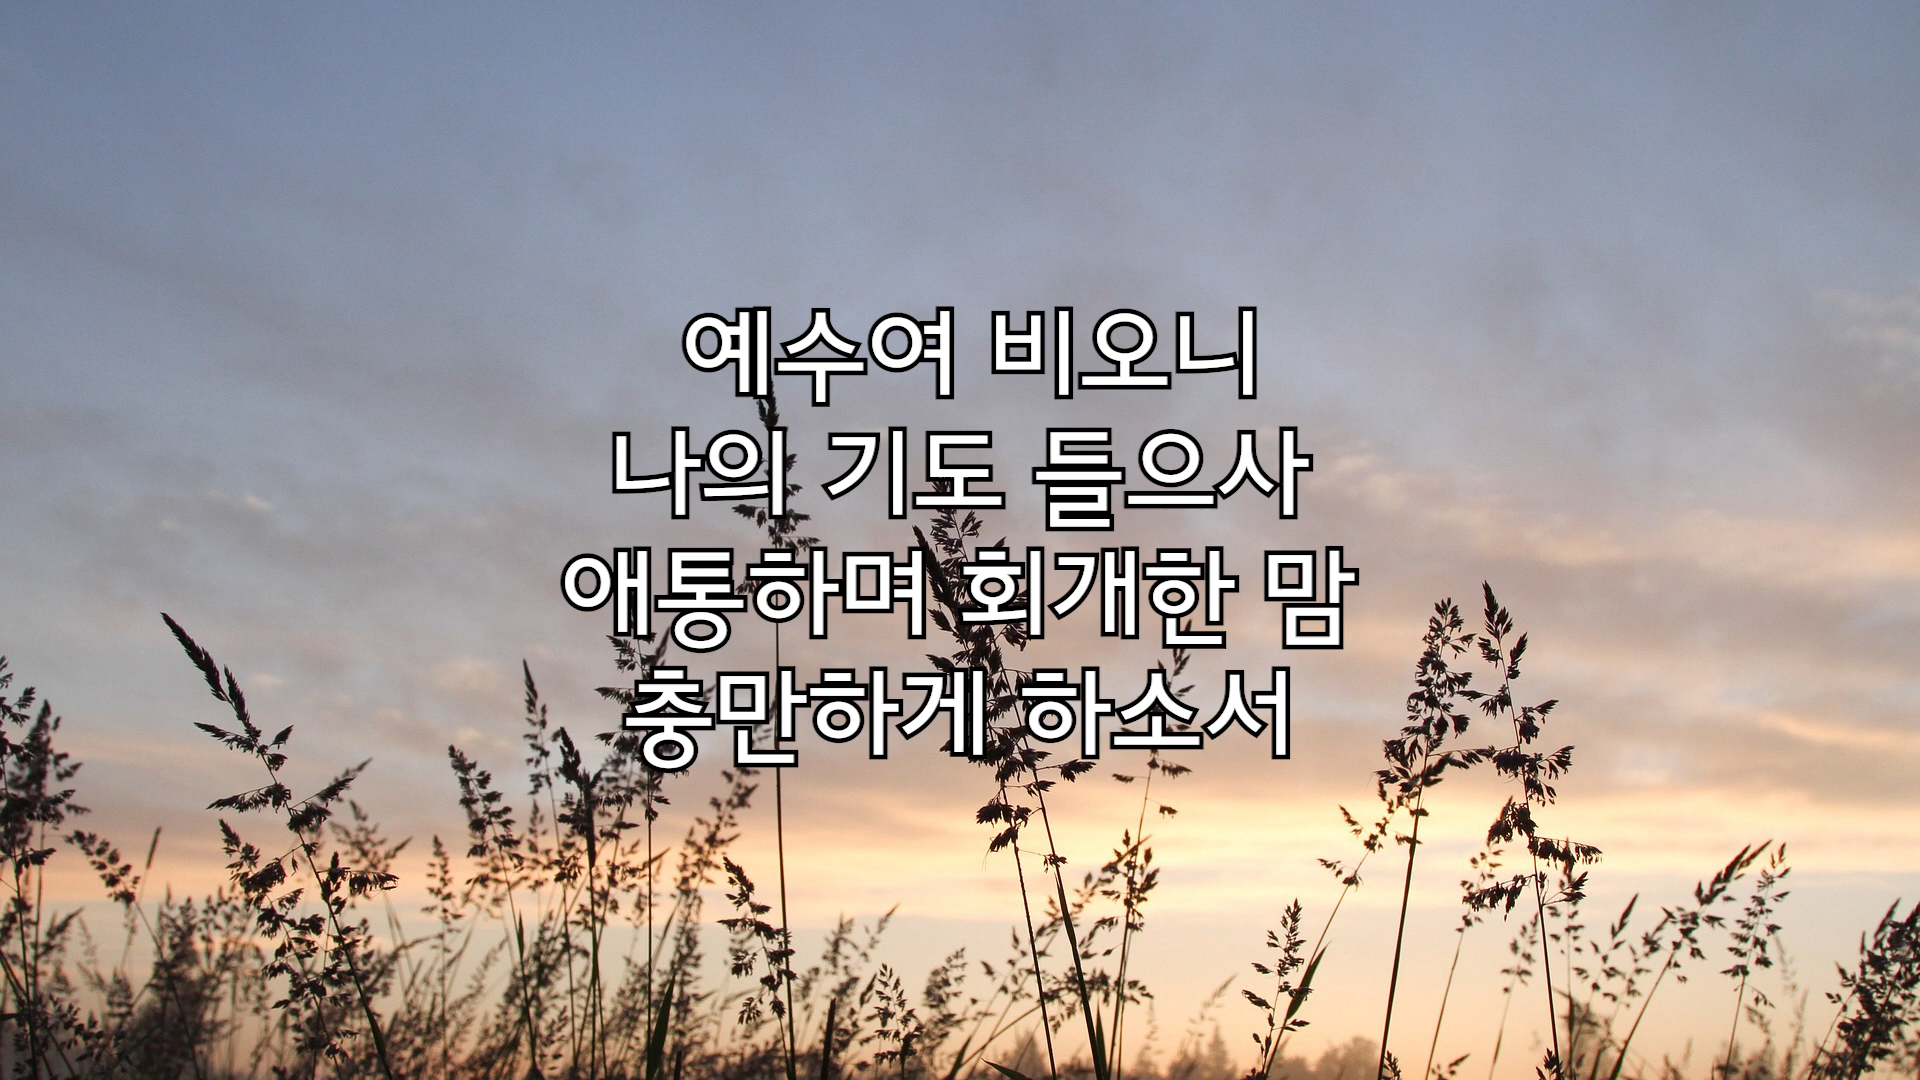 예수여 비오니
나의 기도 들으사
애통하며 회개한 맘
충만하게 하소서